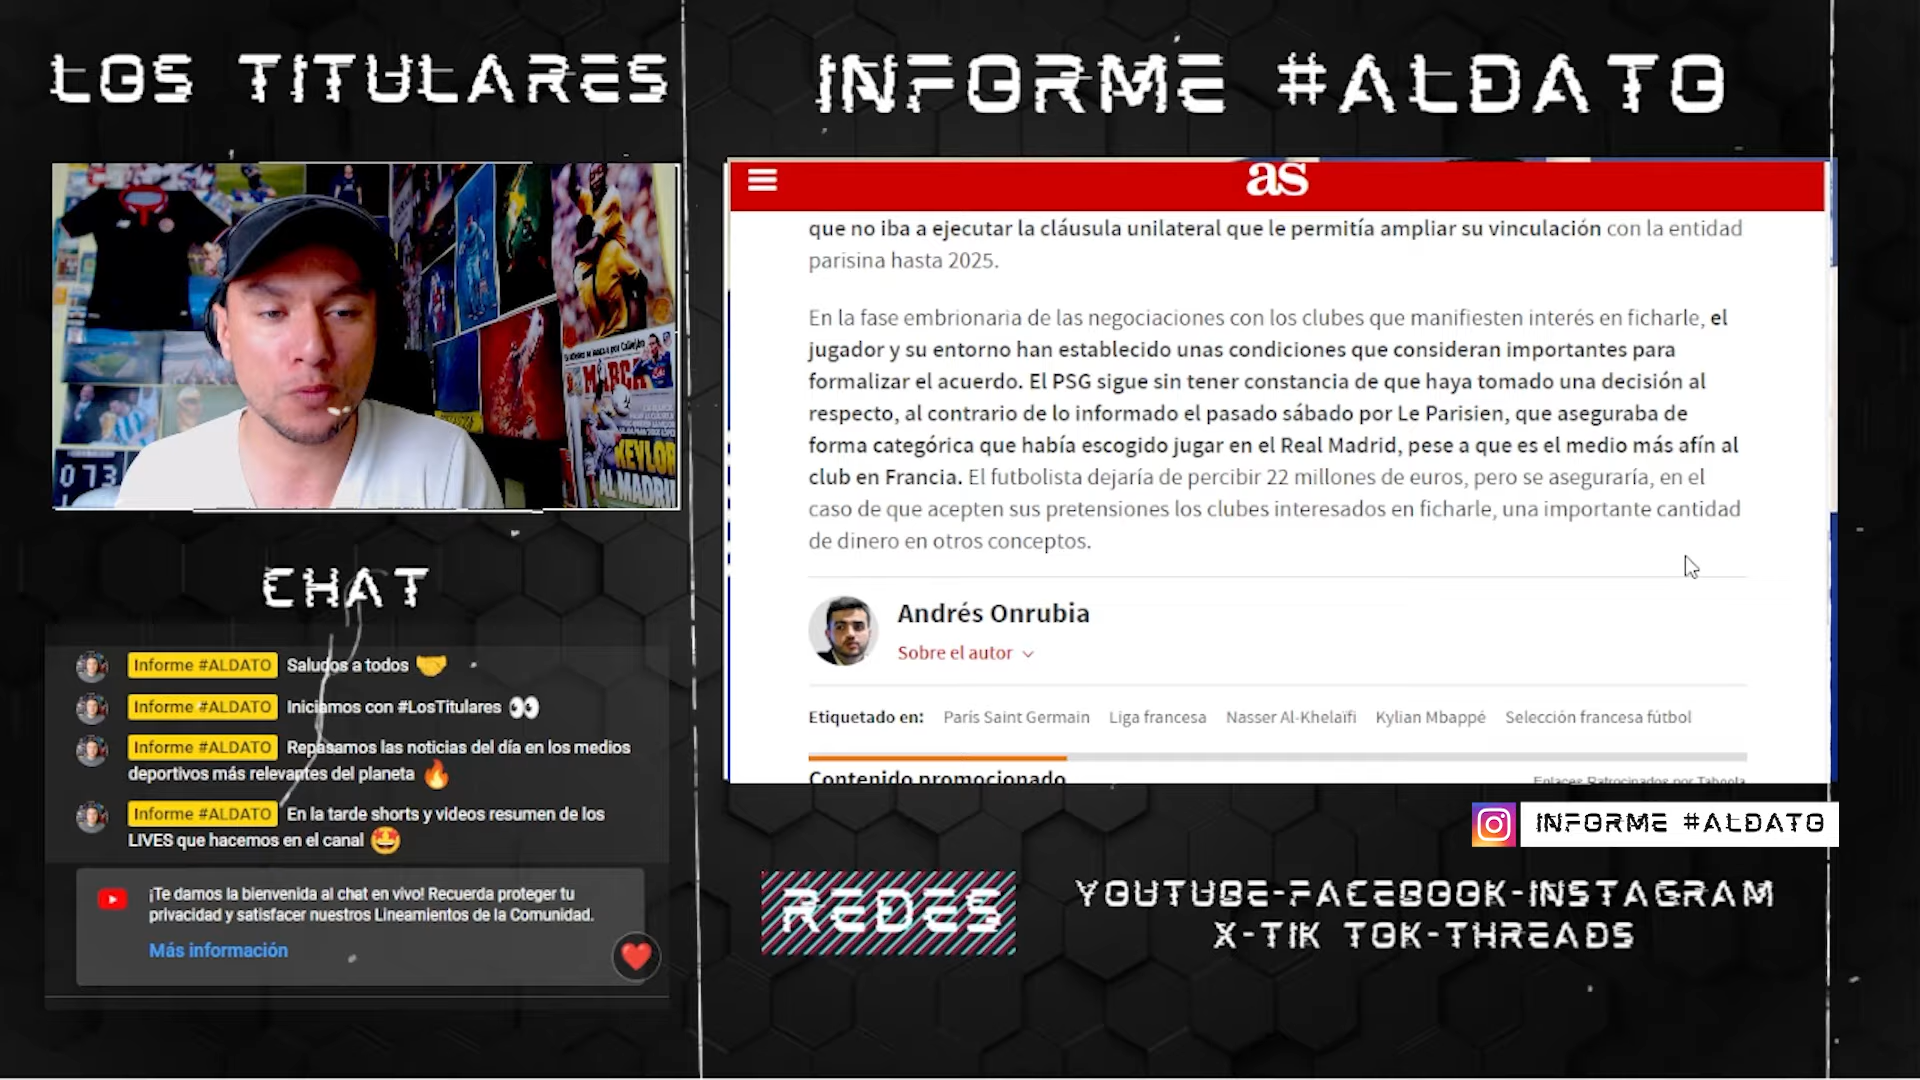 LOS TITULARES
INFORME #ALDATO
as
que no iba a ejecutar la cláusula unilateral que le permitía ampliar su vinculación con la entidad
parisina hasta 2025.
En la fase embrionaria de las negociaciones con los clubes que manifiesten interés en ficharle, el
jugador y su entorno han establecido unas condiciones que consideran importantes para
formalizar el acuerdo. El PSG sigue sin tener constancia de que haya tomado una decisión al
respecto, al contrario de lo informado el pasado sábado por Le Parisien, que aseguraba de
forma categórica que había escogido jugar en el Real Madrid, pese a que es el medio más afín al
club en Francia. El futbolista dejaría de percibir 22 millones de euros, pero se aseguraría, en el
caso de que acepten sus pretensiones los clubes interesados en ficharle, una importante cantidad
de dinero en otros conceptos.
Andrés Onrubia
Sobre el autor
Etiquetado en: Paris Saint Germain Liga francesa Nasser Al-Khelaïfi Kylian Mbappé Selección francesa fútbol
Contenido promocionado
Enlaces Patrocinados por Taboola
MARCA
KEYLOR
AL MADRID
073
CHAT
Informe #ALDATO Saludos a todos
Informe #ALDATO Iniciamos con #LosTitulares
Informe #ALDATO Repasamos las noticias del día en los medios
deportivos más relevantes del planeta
Informe #ALDATO En la tarde shorts y videos resumen de los
LIVES que hacemos en el canal
¡Te damos la bienvenida al chat en vivo! Recuerda proteger tu
privacidad y satisfacer nuestros Lineamientos de la Comunidad.
Más información
INFORME #ALDATO
REDES
YOUTUBE-FACEBOOK-INSTAGRAM
X-TIK TOK-THREADS